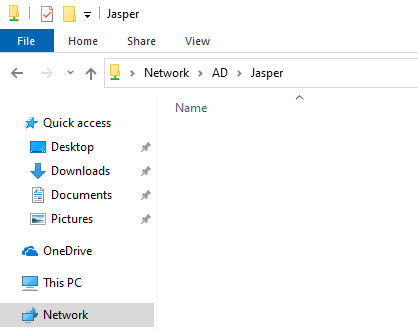 Jasper
File Home Share View
Network AD Jasper
Name
Quick access
Desktop
Downloads
Documents
Pictures
OneDrive
This PC
Network